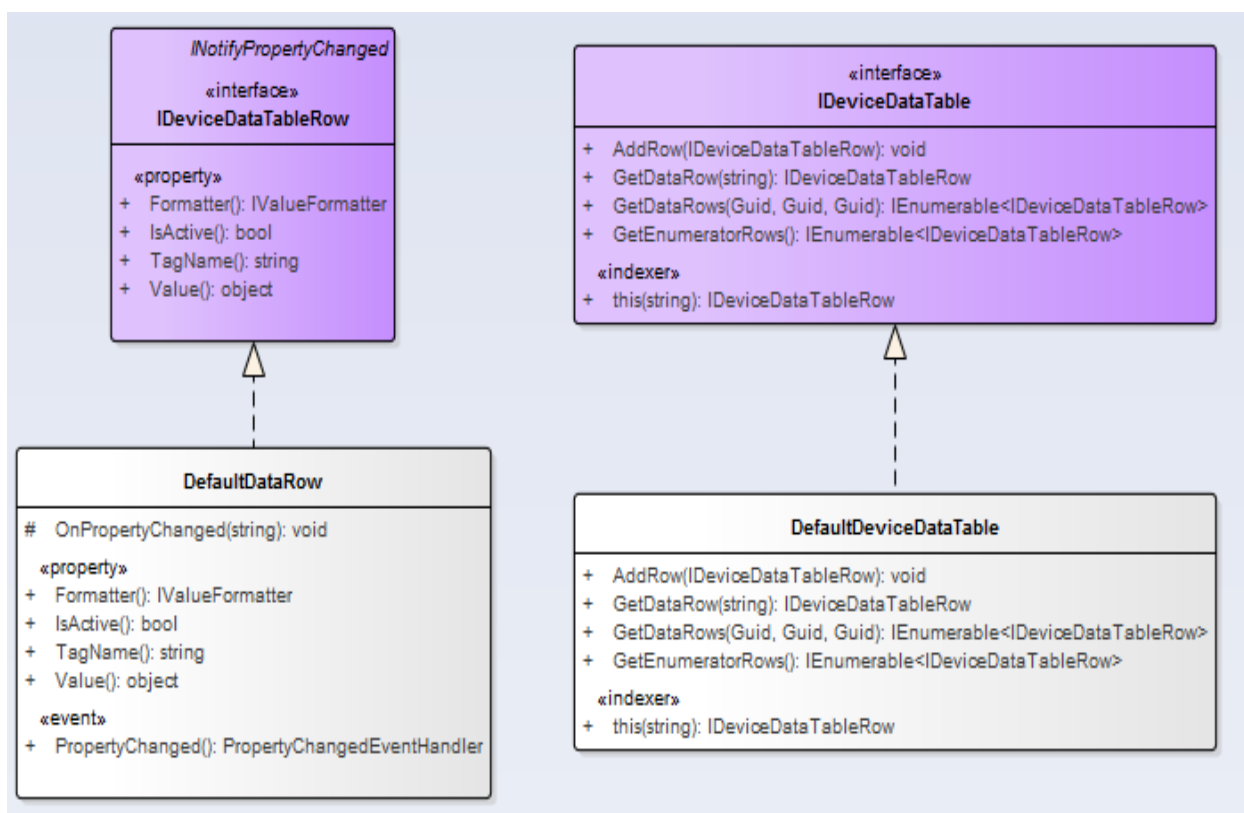 INotifyPropertyChanged
«interface»
IDeviceDataTableRow
«property»
+ Formatter(): IValueFormatter
+ IsActive(): bool
+ TagName(): string
+ Value(): object
«interface»
IDeviceDataTable
+ AddRow(IDeviceDataTableRow): void
+ GetDataRow(string): IDeviceDataTableRow
+ GetDataRows(Guid, Guid, Guid): IEnumerable<IDeviceDataTableRow>
+ GetEnumeratorRows(): IEnumerable<IDeviceDataTableRow>
«indexer»
+ this(string): IDeviceDataTableRow
DefaultDataRow
# OnPropertyChanged(string): void
«property»
+ Formatter(): IValueFormatter
+ IsActive(): bool
+ TagName(): string
+ Value(): object
«event»
+ PropertyChanged(): PropertyChangedEventHandler
DefaultDeviceDataTable
+ AddRow(IDeviceDataTableRow): void
+ GetDataRow(string): IDeviceDataTableRow
+ GetDataRows(Guid, Guid, Guid): IEnumerable<IDeviceDataTableRow>
+ GetEnumeratorRows(): IEnumerable<IDeviceDataTableRow>
«indexer»
+ this(string): IDeviceDataTableRow